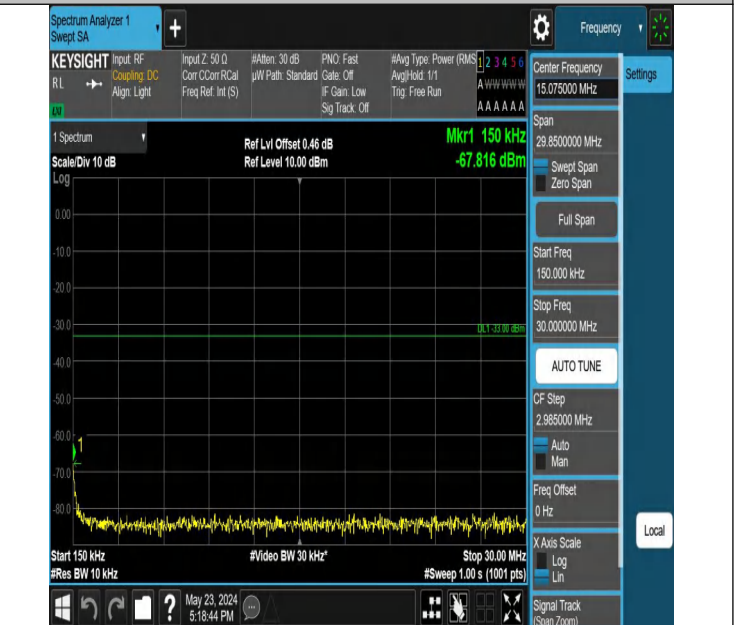 Spectrum Analyzer 1
Swept SA
+
Frequency
KEYSIGHT
RL
Input: RF
Coupling: DC
Align: Light
Input Z: 50 Ω
Corr CCorr RCal
Freq Ref: Int (S)
#Atten: 30 dB
µW Path: Standard
PNO: Fast
Gate: Off
IF Gain: Low
Sig Track: Off
#Avg Type: Power (RMS
Avg|Hold: 1/1
Trig: Free Run
1 2 3 4 5 6
A W W W W W
A A A A A A
1 Spectrum
Scale/Div 10 dB
Ref Lvl Offset 0.46 dB
Ref Level 10.00 dBm
Mkr1 150 kHz
-67.816 dBm
Log
0.00
-10.0
-20.0
-30.0
DL1 -33.00 dBm
-40.0
-50.0
-60.0
1
-70.0
-80.0
Start 150 kHz
#Video BW 30 kHz*
Stop 30.00 MHz
#Res BW 10 kHz
#Sweep 1.00 s (1001 pts)
?
May 23, 2024
5:18:44 PM
Center Frequency
15.075000 MHz
Settings
Span
29.8500000 MHz
Swept Span
Zero Span
Full Span
Start Freq
150.000 kHz
Stop Freq
30.000000 MHz
AUTO TUNE
CF Step
2.985000 MHz
Auto
Man
Freq Offset
0 Hz
X Axis Scale
Log
Lin
Local
Signal Track
(Span Zoom)